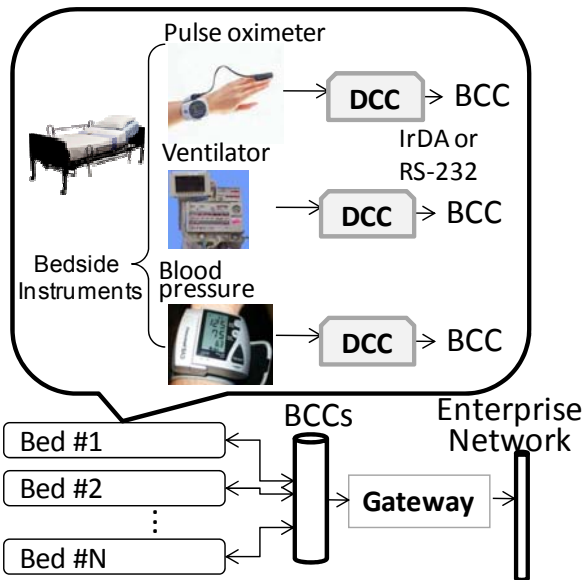 Pulse oximeter
DCC
BCC
IrDA or
RS-232
Ventilator
DCC
BCC
Bedside
Instruments
Blood
pressure
DCC
BCC
Bed #1
Bed #2
⋮
Bed #N
BCCs
Gateway
Enterprise
Network